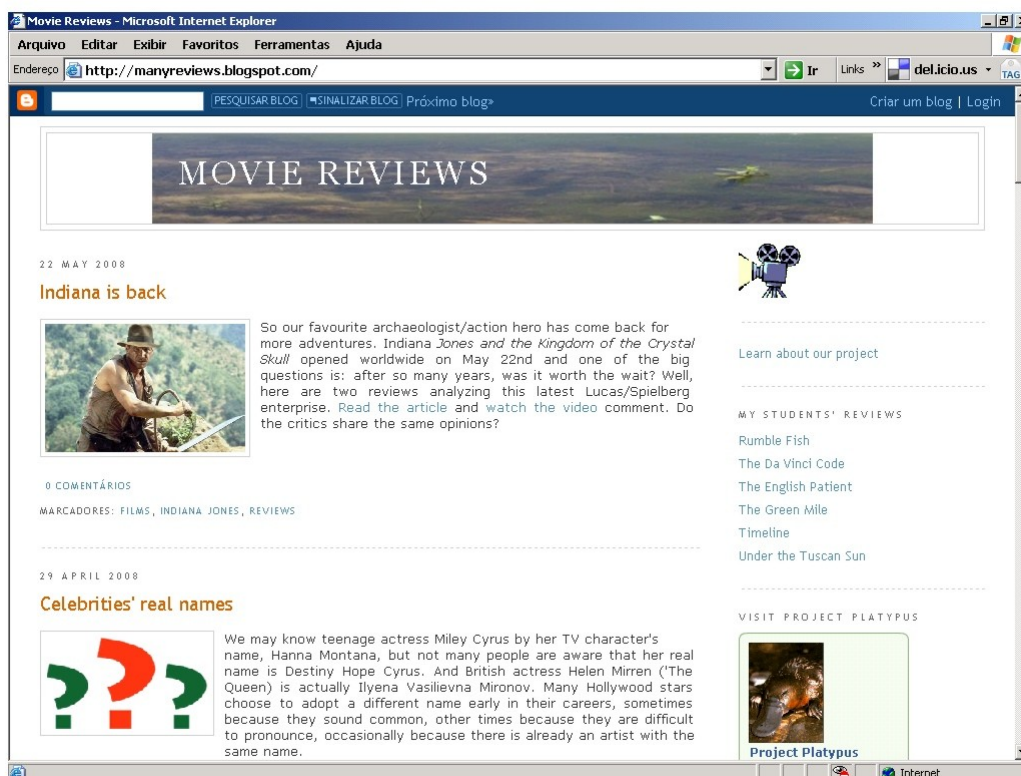 Movie Reviews - Microsoft Internet Explorer
Arquivo Editar Exibir Favoritos Ferramentas Ajuda
Endereço http://manyreviews.blogspot.com/ Ir Links » del.icio.us TAG
PESQUISAR BLOG SINALIZAR BLOG Próximo blog» Criar um blog | Login
MOVIE REVIEWS
22 MAY 2008
Indiana is back
So our favourite archaeologist/action hero has come back for
more adventures. Indiana Jones and the Kingdom of the Crystal
Skull opened worldwide on May 22nd and one of the big
questions is: after so many years, was it worth the wait? Well,
here are two reviews analyzing this latest Lucas/Spielberg
enterprise. Read the article and watch the video comment. Do
the critics share the same opinions?
0 COMENTÁRIOS
MARCADORES: FILMS, INDIANA JONES, REVIEWS
29 APRIL 2008
Celebrities' real names
???
We may know teenage actress Miley Cyrus by her TV character's
name, Hanna Montana, but not many people are aware that her real
name is Destiny Hope Cyrus. And British actress Helen Mirren ('The
Queen) is actually Ilyena Vasilievna Mironov. Many Hollywood stars
choose to adopt a different name early in their careers, sometimes
because they sound common, other times because they are difficult
to pronounce, occasionally because there is already an artist with the
same name.
Learn about our project
MY STUDENTS' REVIEWS
Rumble Fish
The Da Vinci Code
The English Patient
The Green Mile
Timeline
Under the Tuscan Sun
VISIT PROJECT PLATYPUS
Project Platypus
Internet